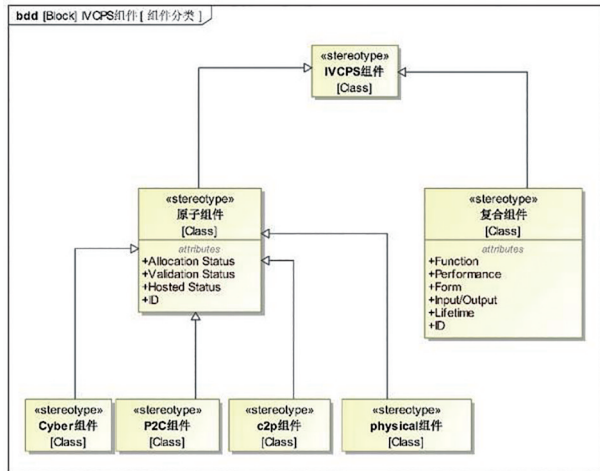 bdd [Block] IVCPS组件 [ 组件分类 ]
«stereotype»
IVCPS组件
[Class]
«stereotype»
原子组件
[Class]
attributes
+Allocation Status
+Validation Status
+Hosted Status
+ID
«stereotype»
复合组件
[Class]
attributes
+Function
+Performance
+Form
+Input/Output
+Lifetime
+ID
«stereotype»
Cyber组件
[Class]
«stereotype»
P2C组件
[Class]
«stereotype»
c2p组件
[Class]
«stereotype»
physical组件
[Class]